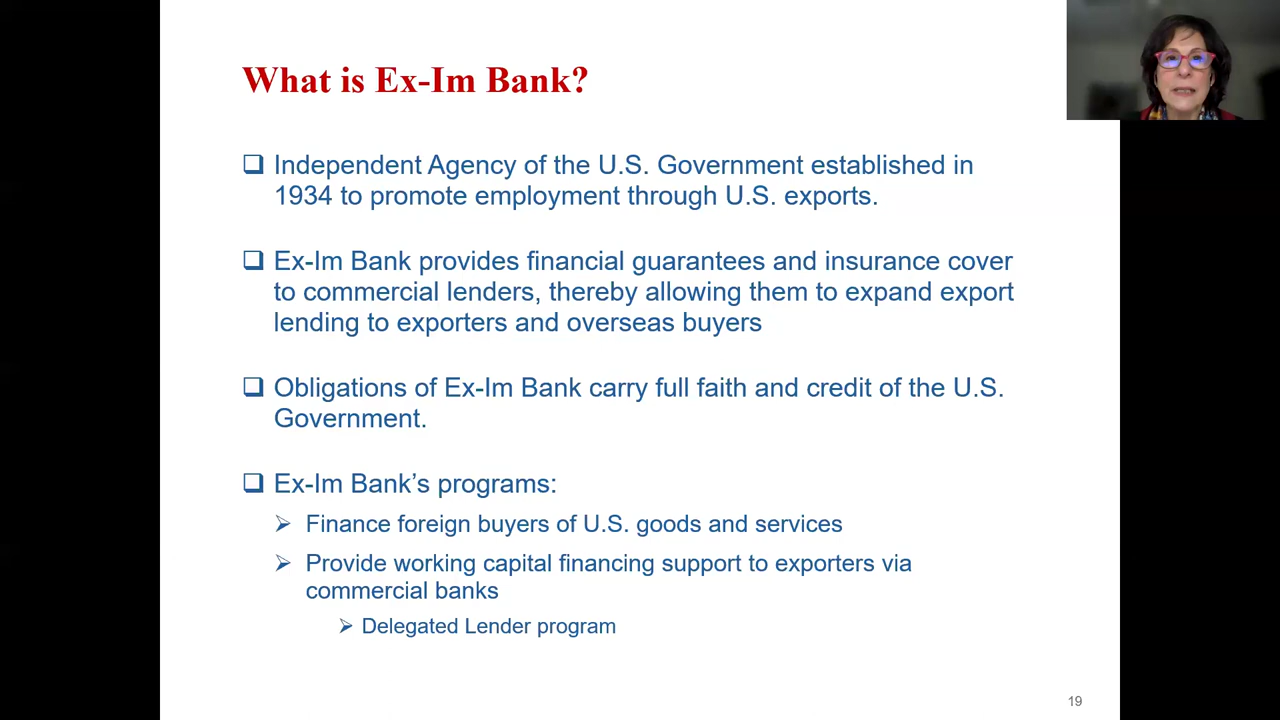 What is Ex-Im Bank?
❑ Independent Agency of the U.S. Government established in
1934 to promote employment through U.S. exports.
❑ Ex-Im Bank provides financial guarantees and insurance cover
to commercial lenders, thereby allowing them to expand export
lending to exporters and overseas buyers
❑ Obligations of Ex-Im Bank carry full faith and credit of the U.S.
Government.
❑ Ex-Im Bank’s programs:
➢ Finance foreign buyers of U.S. goods and services
➢ Provide working capital financing support to exporters via
commercial banks
➢ Delegated Lender program
19